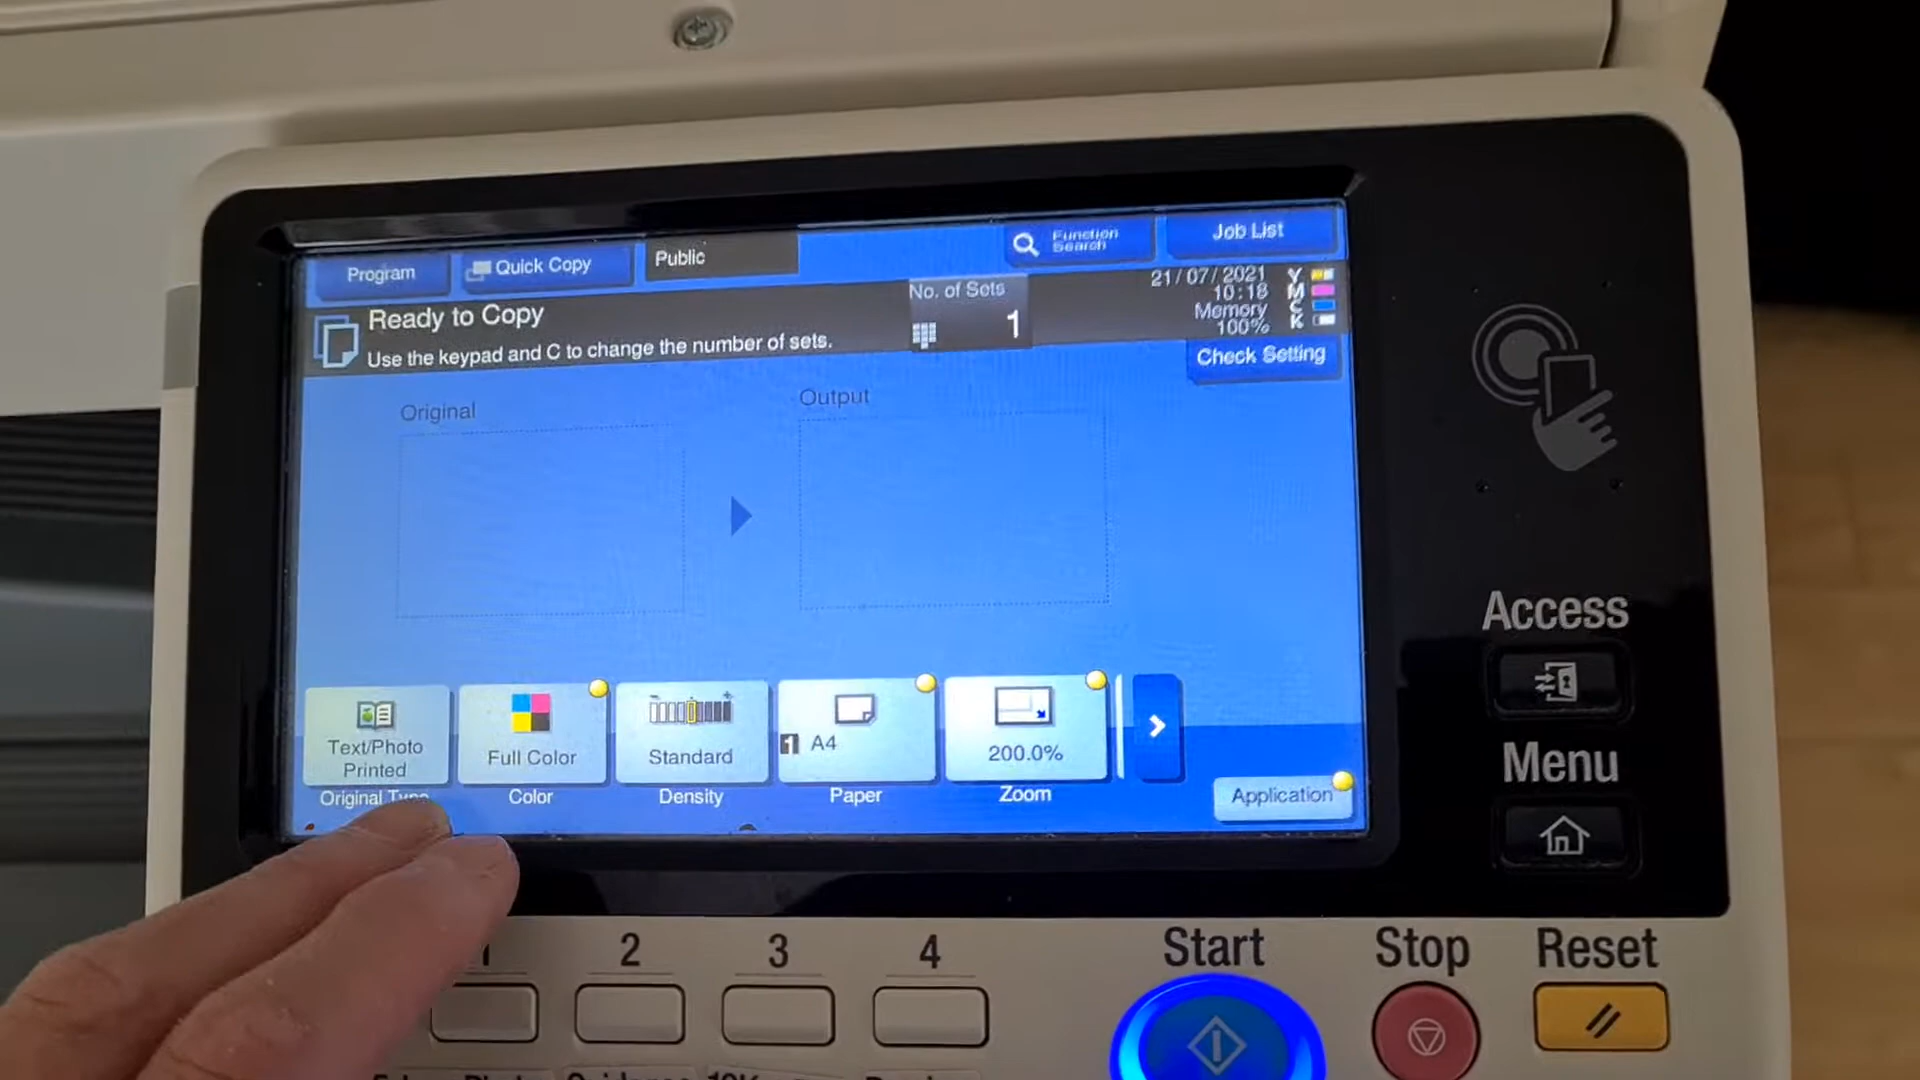 Program
Quick Copy
Public
Function Search
Job List
Ready to Copy
Use the keypad and C to change the number of sets.
No. of Sets
1
21/07/2021
10:18
Memory
100%
Y
M
C
K
Check Setting
Original
Output
Text/Photo
Printed
Original Type
Full Color
Color
Standard
Density
1 A4
Paper
200.0%
Zoom
Application
Access
Menu
1
2
3
4
Start
Stop
Reset